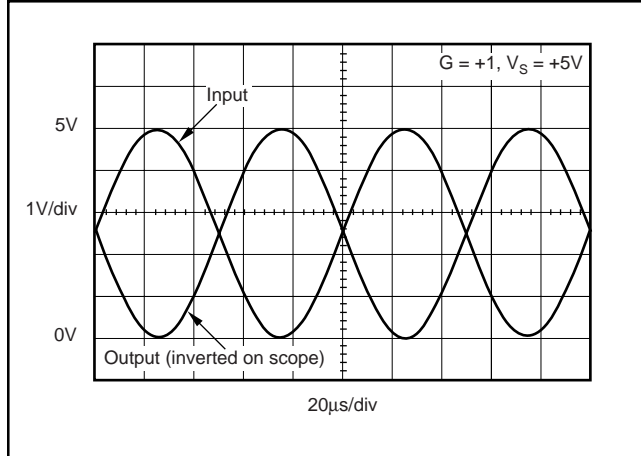 G = +1, V_S = +5V
Input
5V
1V/div
0V
Output (inverted on scope)
20μs/div